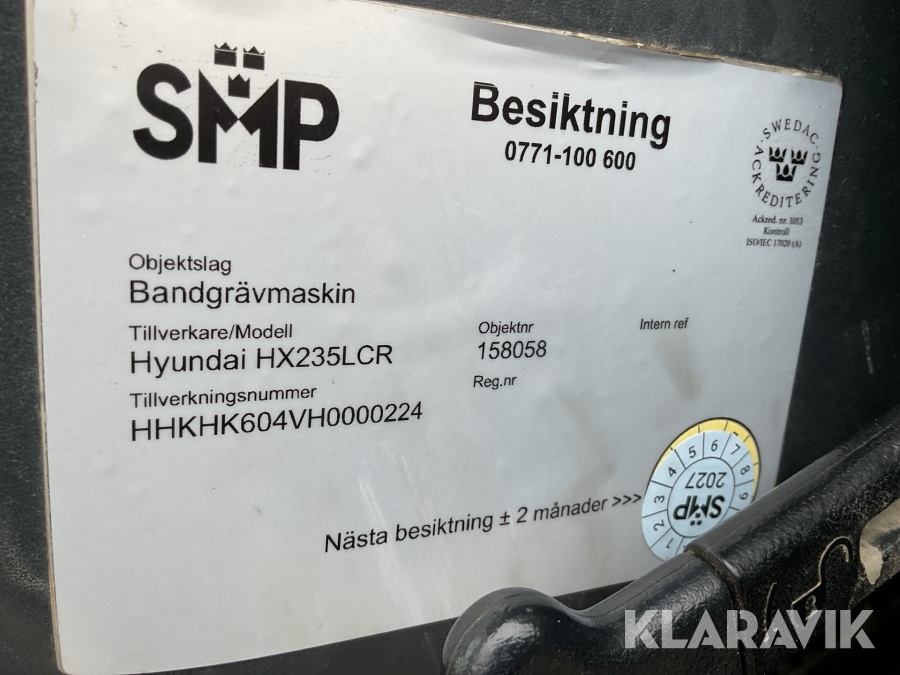 SMP
Besiktning
0771-100 600
SWEDAC ACKREDITERING
Ackred. nr. 1013
Kontroll
ISO/IEC 17020 (A)
Objektslag
Bandgrävmaskin
Tillverkare/Modell
Hyundai HX235LCR
Objektnr
158058
Intern ref
Tillverkningsnummer
HHKHK604VH0000224
Reg.nr
Nästa besiktning ± 2 månader >>>
1 2 3 4 5 6 7 8 9
2027
SMP
KLARAVIK